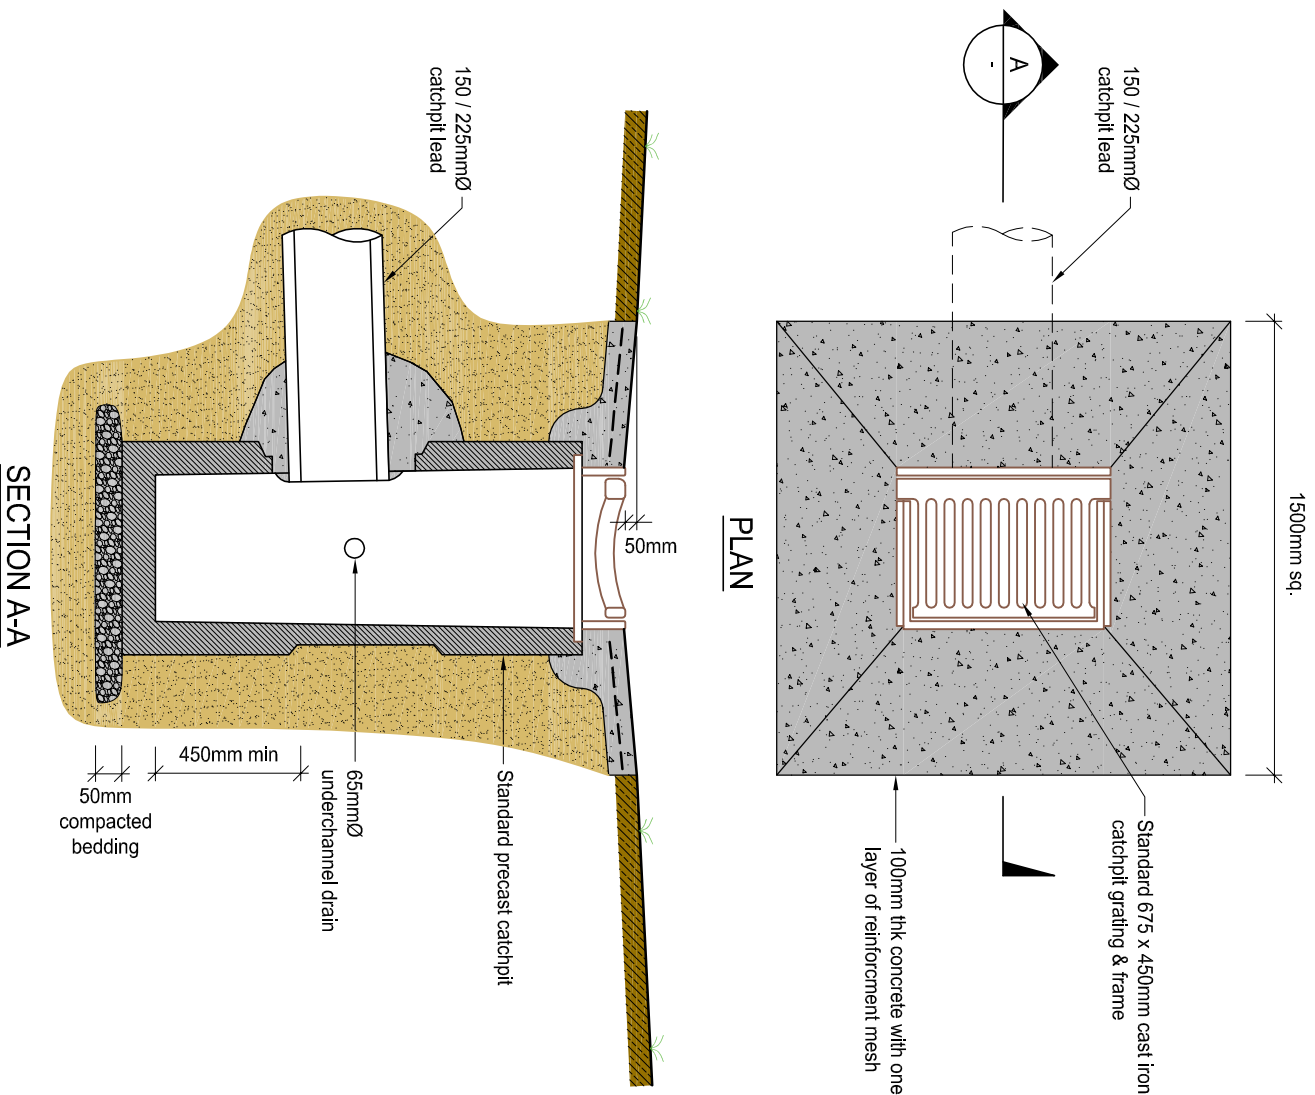 A
-
150 / 225mmØ
catchpit lead
1500mm sq.
Standard 675 x 450mm cast iron
catchpit grating & frame
100mm thk concrete with one
layer of reinforcment mesh
PLAN
150 / 225mmØ
catchpit lead
50mm
Standard precast catchpit
65mmØ
underchannel drain
450mm min
50mm
compacted
bedding
SECTION A-A